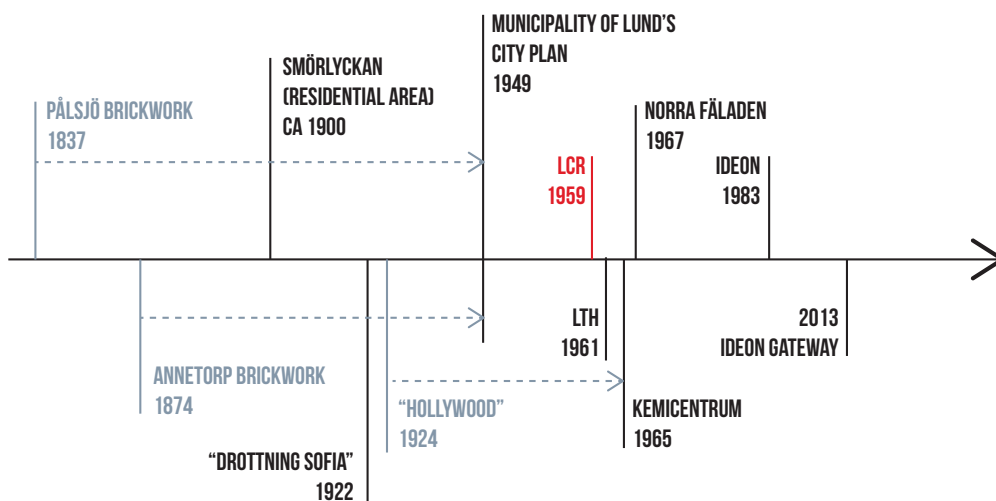 MUNICIPALITY OF LUND'S
CITY PLAN
1949
SMÖRLYCKAN
(RESIDENTIAL AREA)
CA 1900
PÅLSJÖ BRICKWORK
1837
NORRA FÄLADEN
1967
LCR
1959
IDEON
1983
LTH
1961
2013
IDEON GATEWAY
ANNETORP BRICKWORK
1874
"HOLLYWOOD"
1924
KEMICENTRUM
1965
"DROTTNING SOFIA"
1922